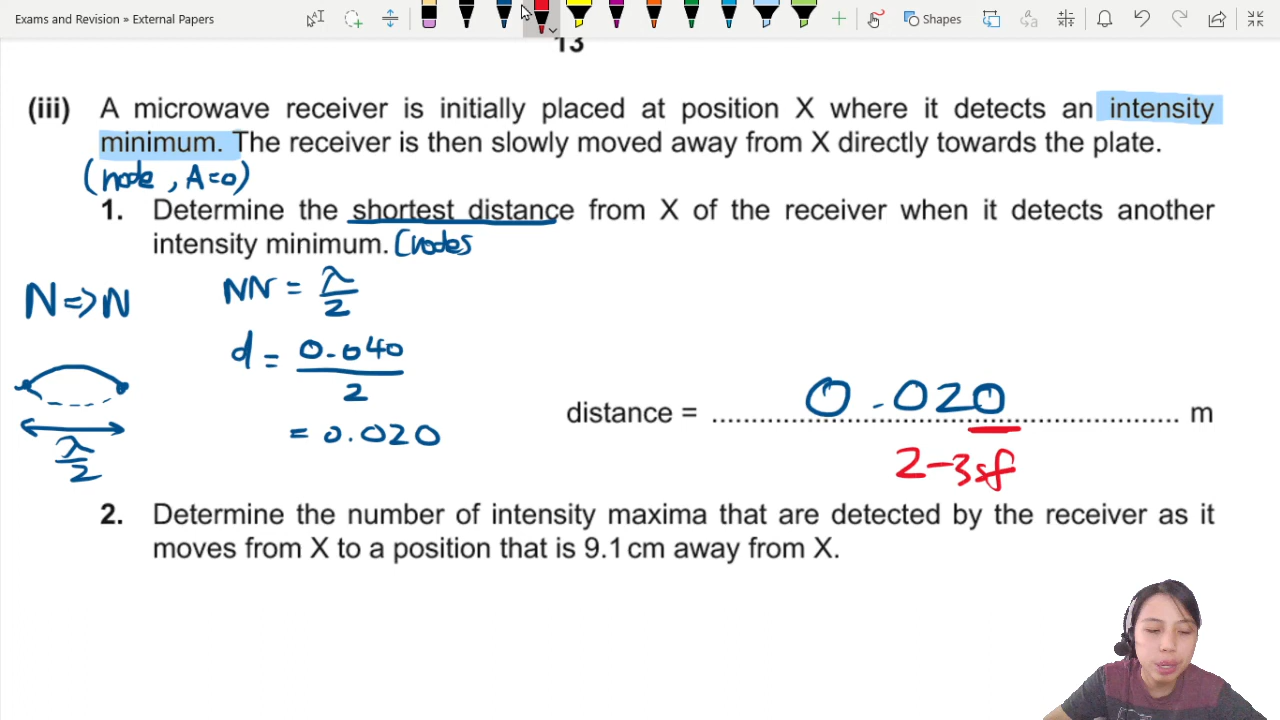 Exams and Revision » External Papers
Shapes
13
(iii) A microwave receiver is initially placed at position X where it detects an intensity
minimum. The receiver is then slowly moved away from X directly towards the plate.
(node, A=0)
1. Determine the shortest distance from X of the receiver when it detects another
intensity minimum. (nodes
N=>N
NN = λ/2
d = 0.040/2
= 0.020
λ/2
distance = 0.020 m
2-3sf
2. Determine the number of intensity maxima that are detected by the receiver as it
moves from X to a position that is 9.1 cm away from X.